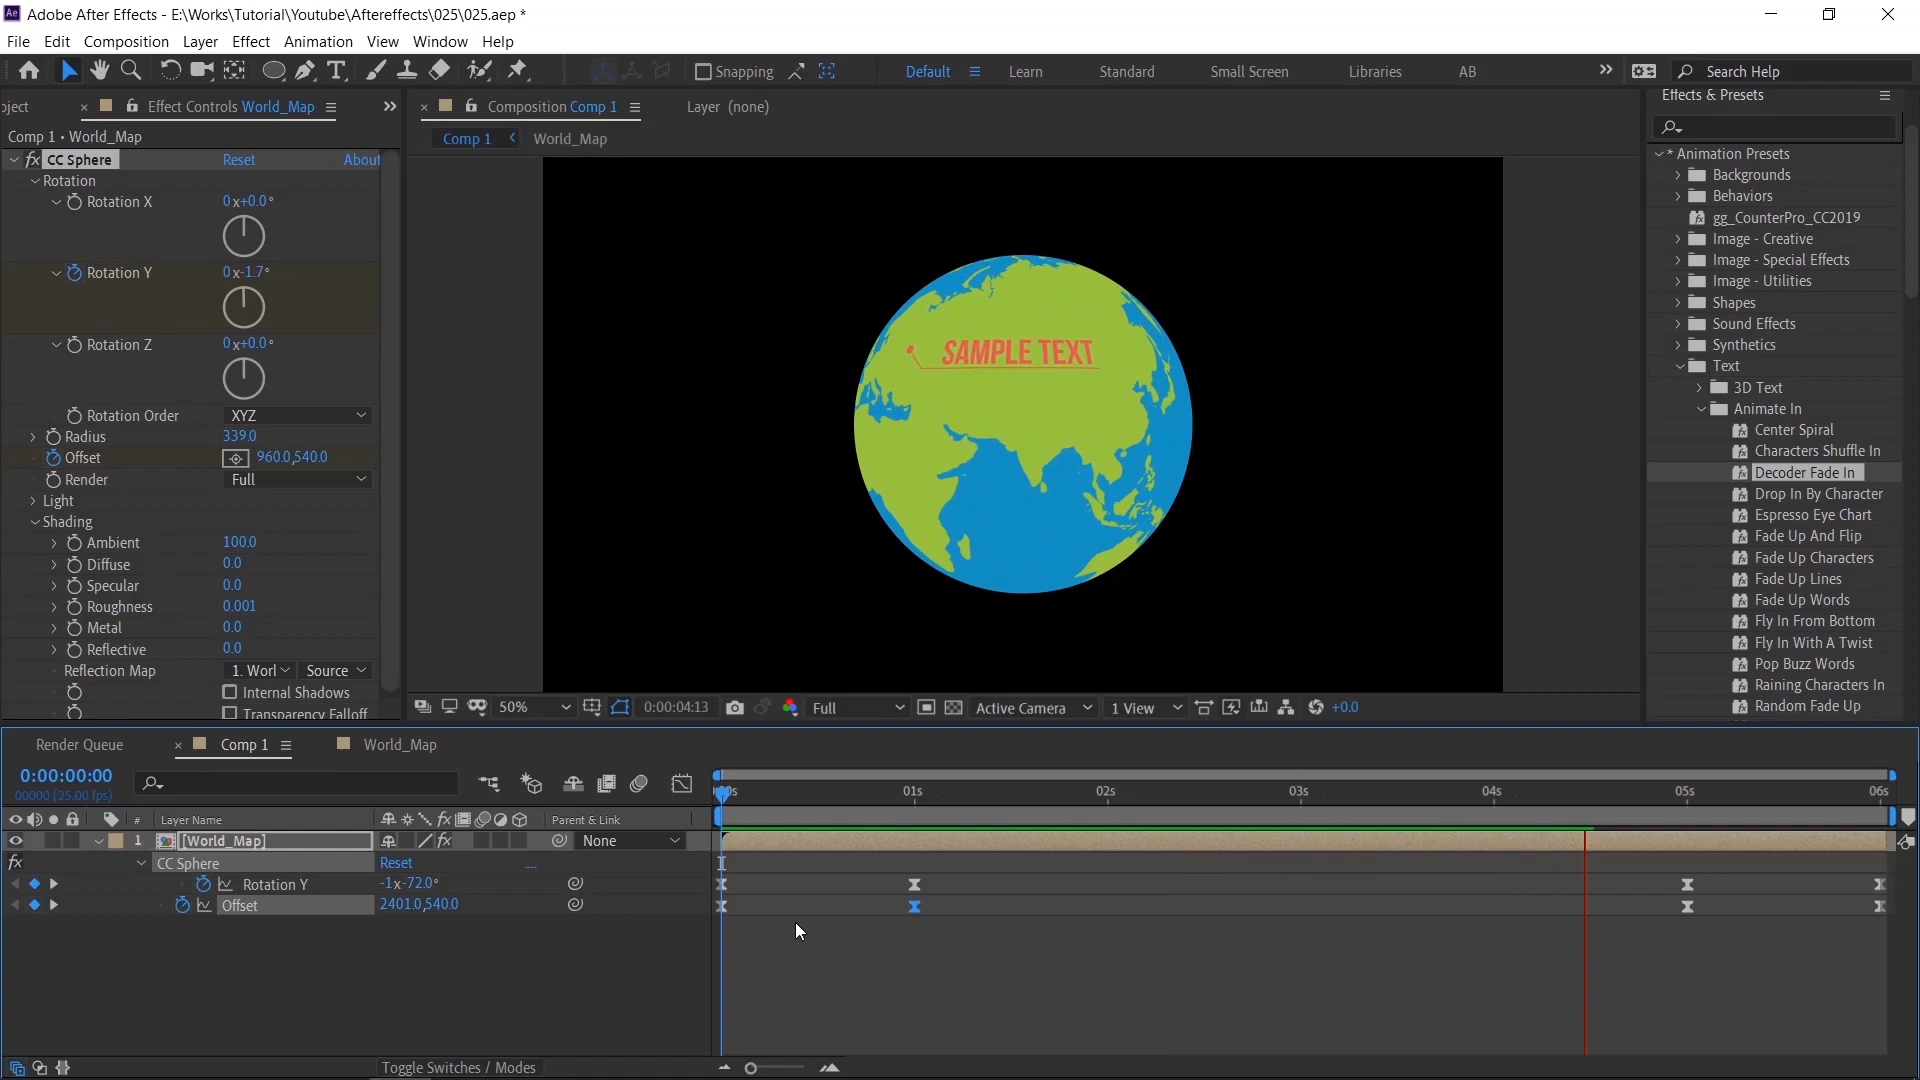 Adobe After Effects - E:\Works\Tutorial\Youtube\Aftereffects\025\025.aep *
File Edit Composition Layer Effect Animation View Window Help
Snapping Default Learn Standard Small Screen Libraries AB Search Help
oject Effect Controls World_Map
Comp 1 • World_Map
fx CC Sphere Reset About
Rotation
Rotation X 0x+0.0°
Rotation Y 0x-1.7°
Rotation Z 0x+0.0°
Rotation Order XYZ
Radius 339.0
Offset 960.0,540.0
Render Full
Light
Shading
Ambient 100.0
Diffuse 0.0
Specular 0.0
Roughness 0.001
Metal 0.0
Reflective 0.0
Reflection Map 1. Worl Source
Internal Shadows
Transparency Falloff
Composition Comp 1 Layer (none)
Comp 1 World_Map
SAMPLE TEXT
50% 0:00:04:13 Full Active Camera 1 View +0.0
Effects & Presets
* Animation Presets
Backgrounds
Behaviors
gg_CounterPro_CC2019
Image - Creative
Image - Special Effects
Image - Utilities
Shapes
Sound Effects
Synthetics
Text
3D Text
Animate In
Center Spiral
Characters Shuffle In
Decoder Fade In
Drop In By Character
Espresso Eye Chart
Fade Up And Flip
Fade Up Characters
Fade Up Lines
Fade Up Words
Fly In From Bottom
Fly In With A Twist
Pop Buzz Words
Raining Characters In
Random Fade Up
Render Queue Comp 1 World_Map
0:00:00:00
00000 (25.00 fps)
01s 02s 03s 04s 05s 06s
# Layer Name fx Parent & Link
1 [World_Map] fx None
fx CC Sphere Reset ....
Rotation Y -1x-72.0°
Offset 2401.0,540.0
Toggle Switches / Modes